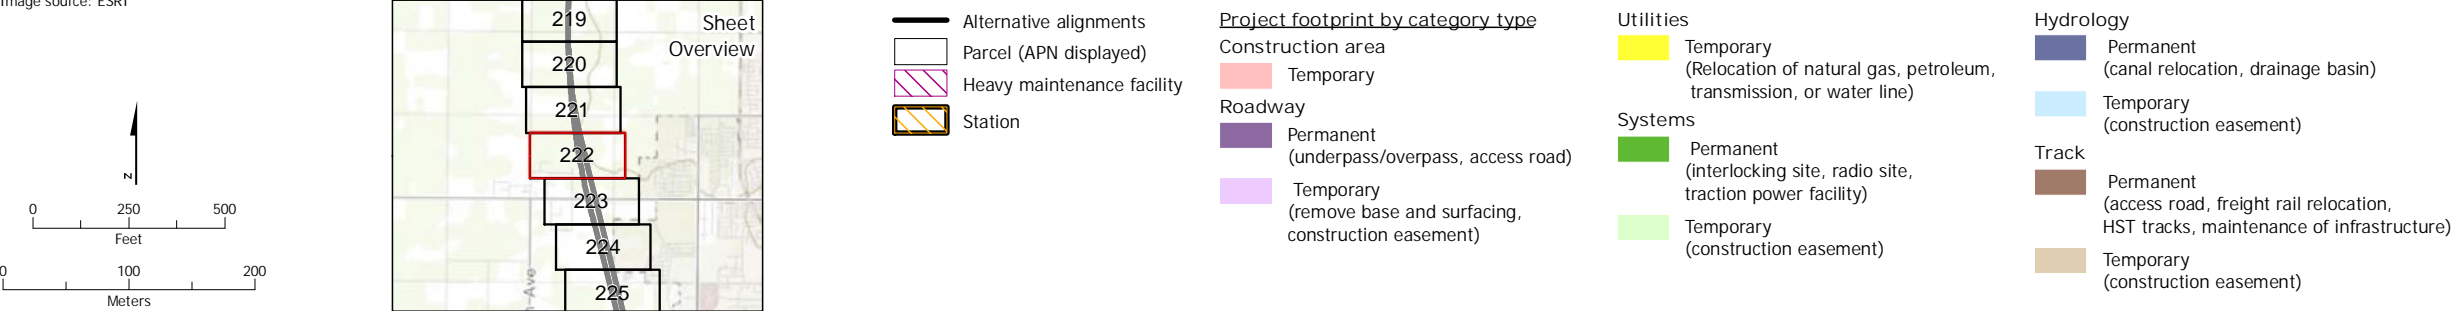 Image source: ESRI
N
0 250 500
Feet
0 100 200
Meters
Sheet
Overview
219
220
221
222
223
224
225
-Ave
Alternative alignments
Parcel (APN displayed)
Heavy maintenance facility
Station
Project footprint by category type
Construction area
Temporary
Roadway
Permanent
(underpass/overpass, access road)
Temporary
(remove base and surfacing,
construction easement)
Utilities
Temporary
(Relocation of natural gas, petroleum,
transmission, or water line)
Systems
Permanent
(interlocking site, radio site,
traction power facility)
Temporary
(construction easement)
Hydrology
Permanent
(canal relocation, drainage basin)
Temporary
(construction easement)
Track
Permanent
(access road, freight rail relocation,
HST tracks, maintenance of infrastructure)
Temporary
(construction easement)